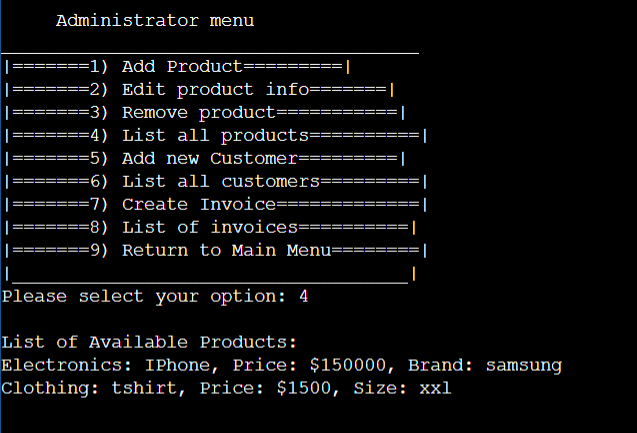 Administrator menu
|=======1) Add Product=========|
|=======2) Edit product info=======|
|=======3) Remove product===========|
|=======4) List all products==========|
|=======5) Add new Customer=========|
|=======6) List all customers=========|
|=======7) Create Invoice=============|
|=======8) List of invoices==========|
|=======9) Return to Main Menu========|
|____________________________________|
Please select your option: 4
List of Available Products:
Electronics: IPhone, Price: $150000, Brand: samsung
Clothing: tshirt, Price: $1500, Size: xxl